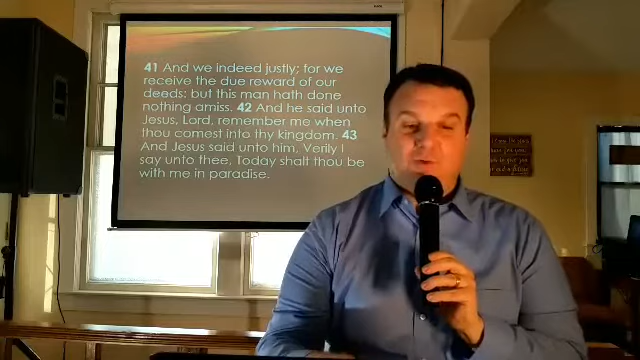 41 And we indeed justly; for we
receive the due reward of our
deeds: but this man hath done
nothing amiss. 42 And he said unto
Jesus, Lord, remember me when
thou comest into thy kingdom. 43
And Jesus said unto him, Verily I
say unto thee, Today shalt thou be
with me in paradise.